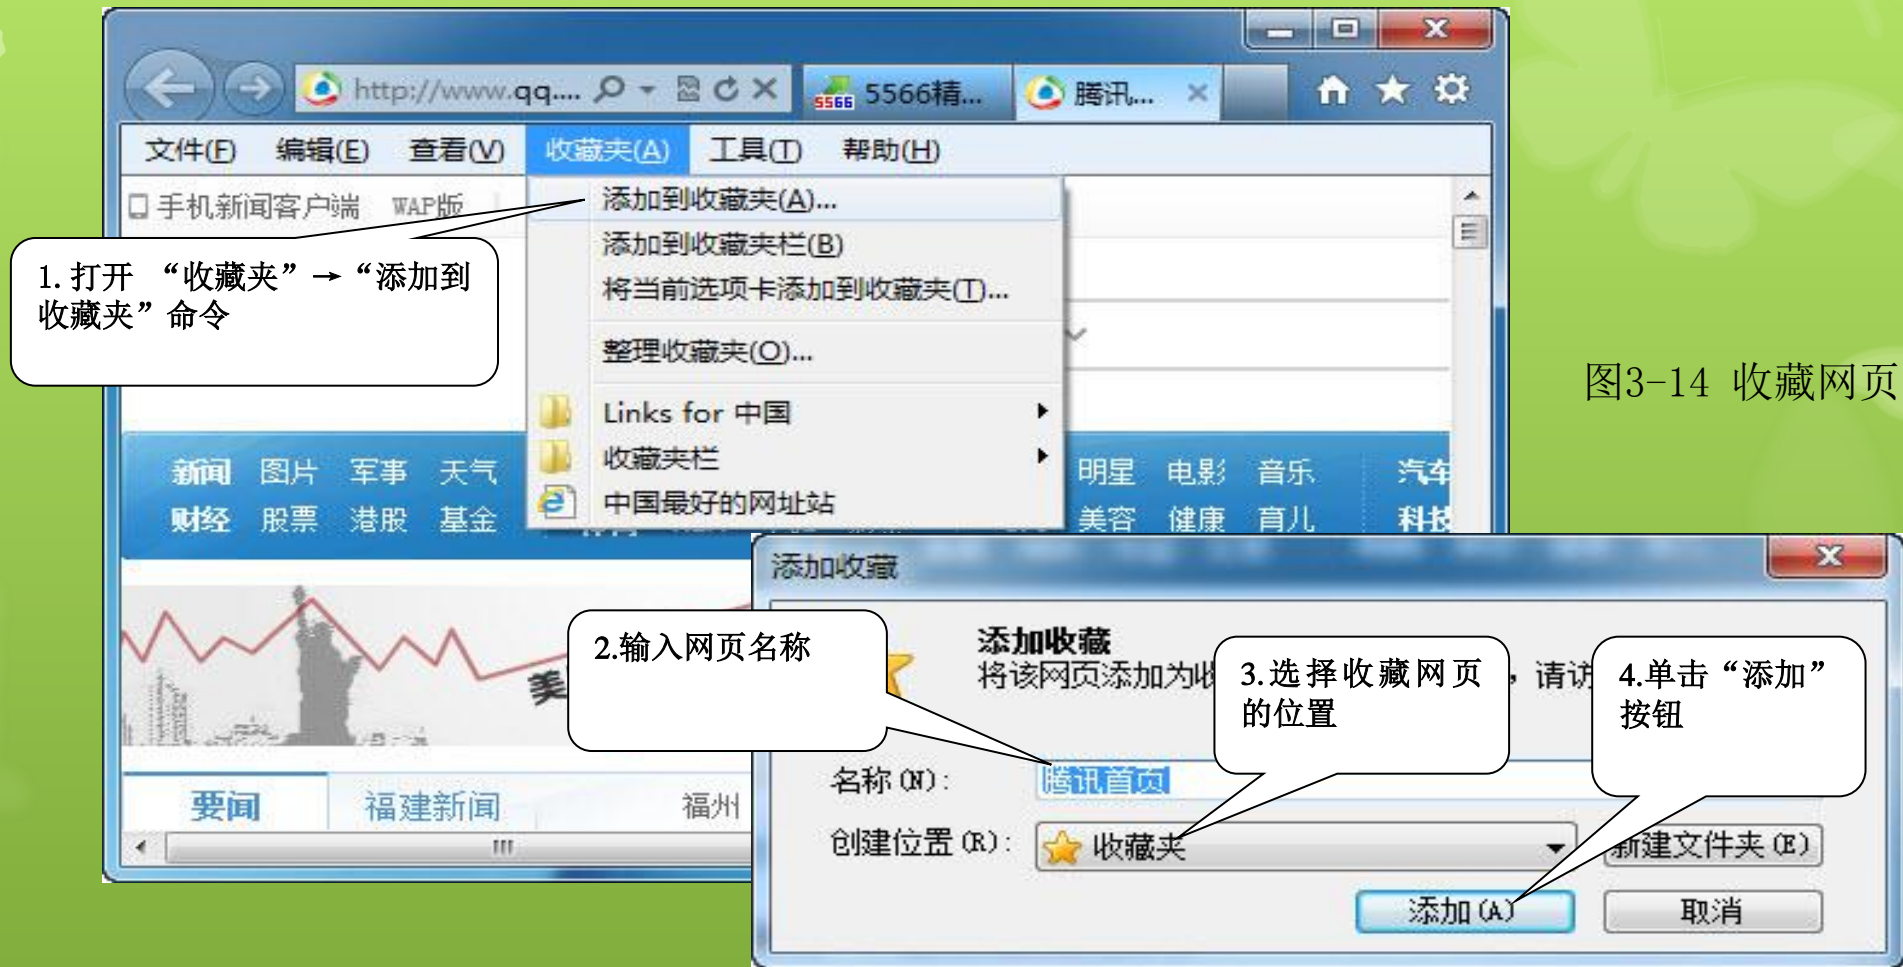 http://www.qq....
5566精...
腾讯...
文件(F) 编辑(E) 查看(V) 收藏夹(A) 工具(T) 帮助(H)
手机新闻客户端 WAP版
添加到收藏夹(A)...
添加到收藏夹栏(B)
将当前选项卡添加到收藏夹(T)...
整理收藏夹(O)...
Links for 中国
收藏夹栏
中国最好的网址站
1.打开 “收藏夹”→“添加到
收藏夹”命令
图3-14 收藏网页
新闻 图片 军事 天气 明星 电影 音乐 汽车
财经 股票 港股 基金 美容 健康 育儿 科技
美
要闻 福建新闻 福州
添加收藏
添加收藏
将该网页添加为收 ，请访
2.输入网页名称
3.选择收藏网页
的位置
4.单击“添加”
按钮
名称(N): 腾讯首页
创建位置(R): 收藏夹 新建文件夹(E)
添加(A) 取消